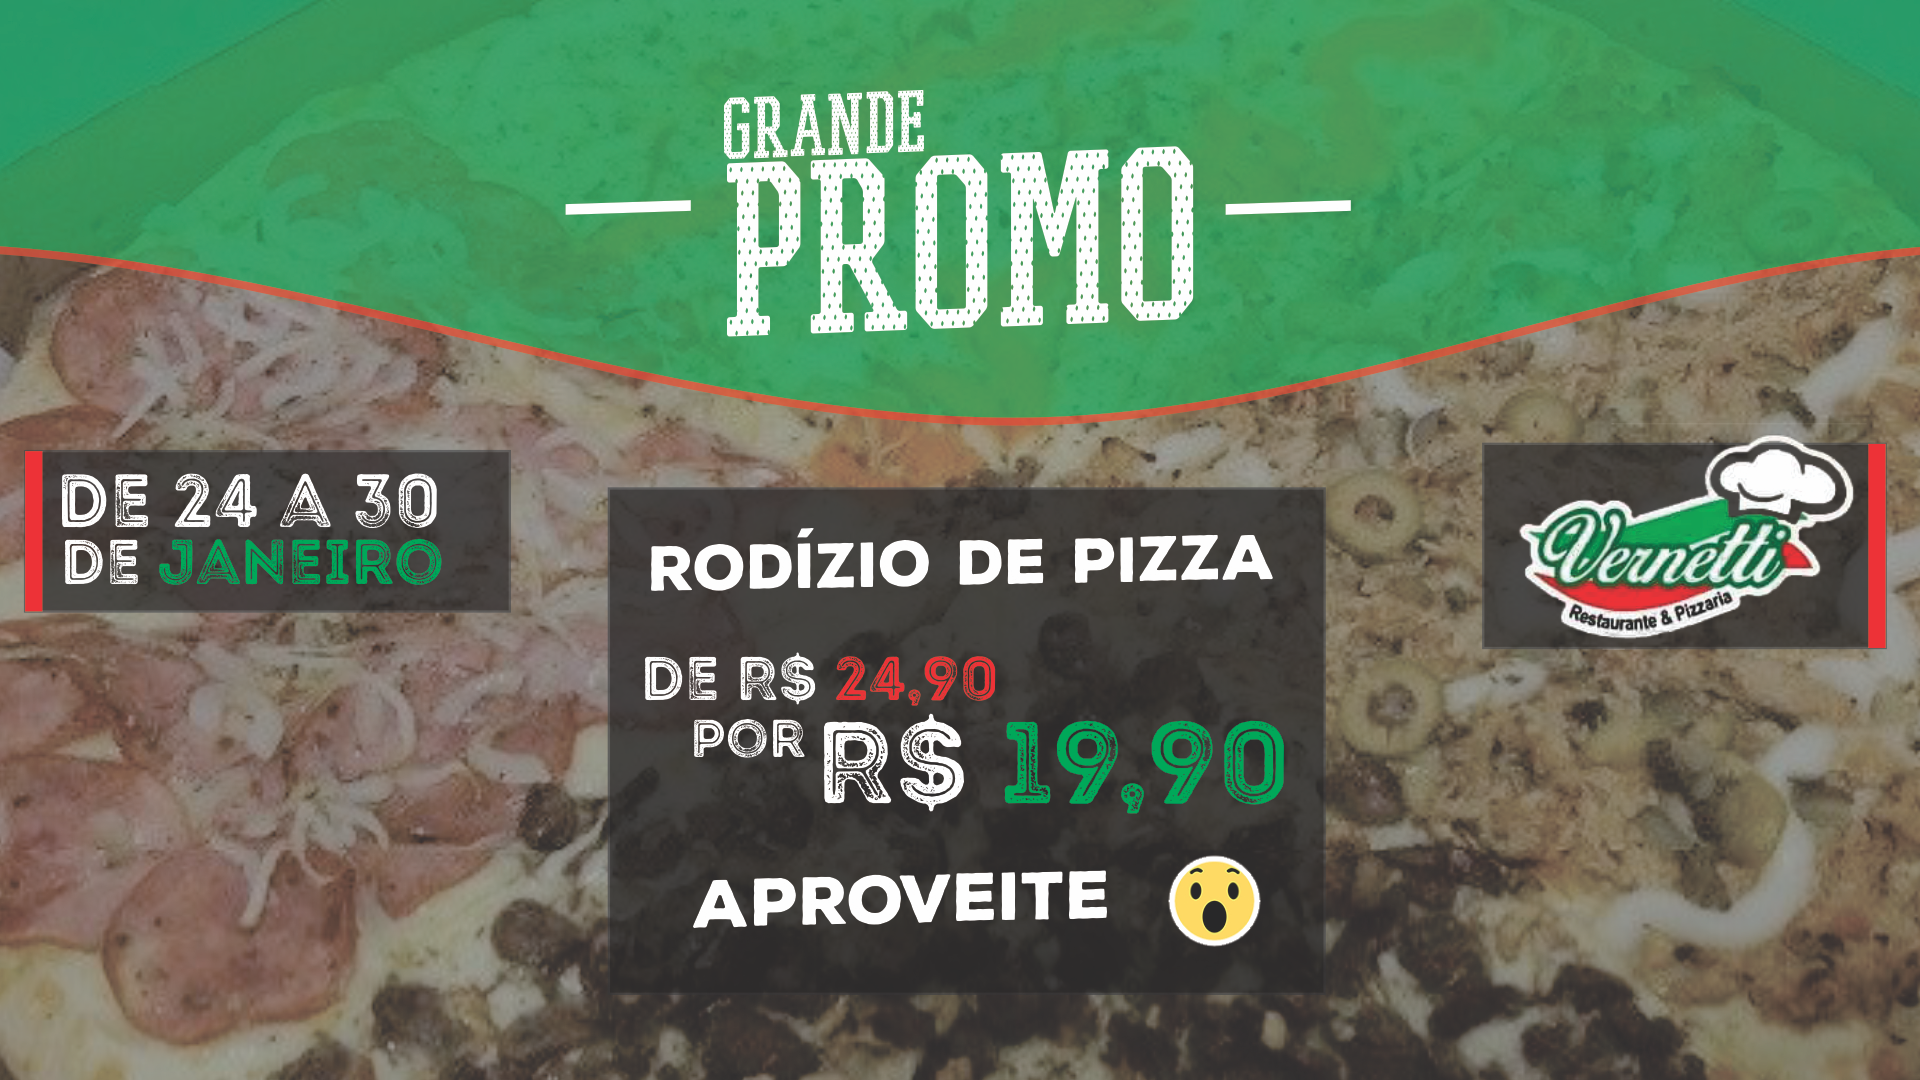 GRANDE
PROMO
DE 24 A 30
DE JANEIRO
Vernetti
Restaurante & Pizzaria
RODÍZIO DE PIZZA
DE R$ 24,90
POR R$ 19,90
APROVEITE